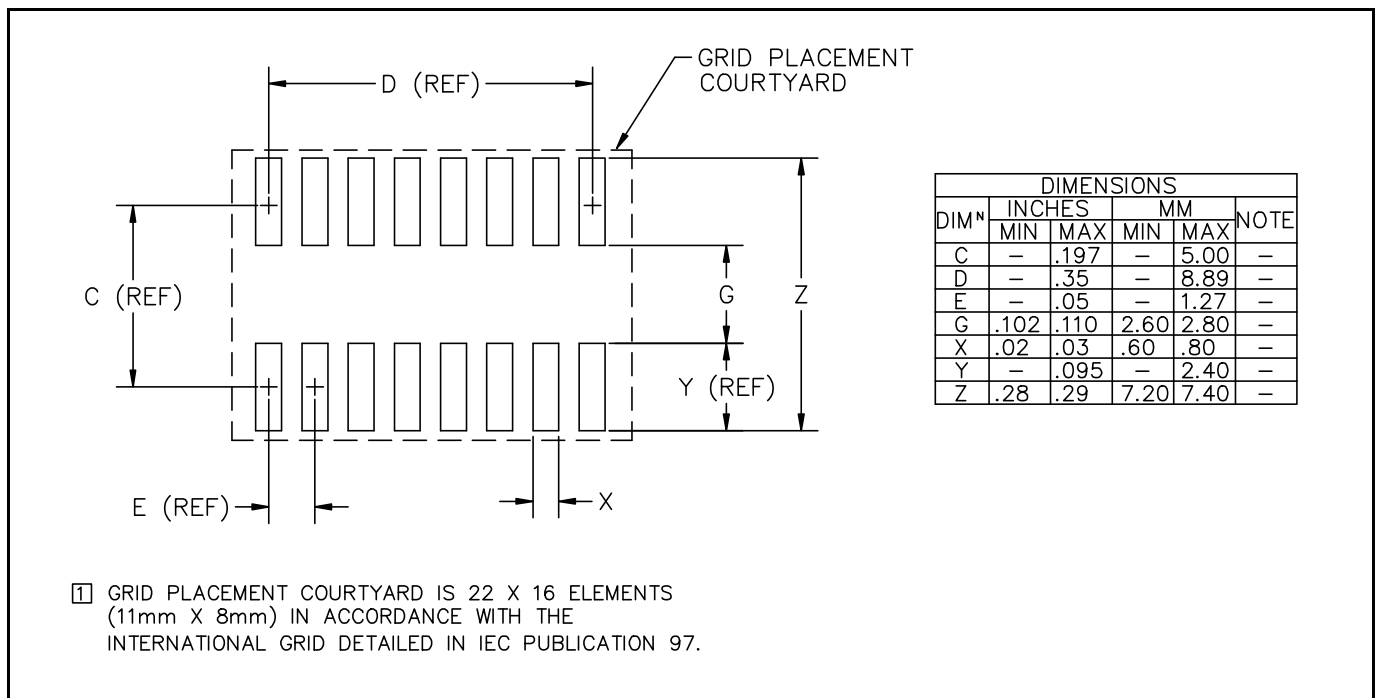 GRID PLACEMENT
COURTYARD
D (REF)
C (REF)
G
Z
Y (REF)
E (REF)
X
DIMENSIONS
DIMᴺ INCHES MM NOTE
MIN MAX MIN MAX
C – .197 – 5.00 –
D – .35 – 8.89 –
E – .05 – 1.27 –
G .102 .110 2.60 2.80 –
X .02 .03 .60 .80 –
Y – .095 – 2.40 –
Z .28 .29 7.20 7.40 –
1 GRID PLACEMENT COURTYARD IS 22 X 16 ELEMENTS
(11mm X 8mm) IN ACCORDANCE WITH THE
INTERNATIONAL GRID DETAILED IN IEC PUBLICATION 97.